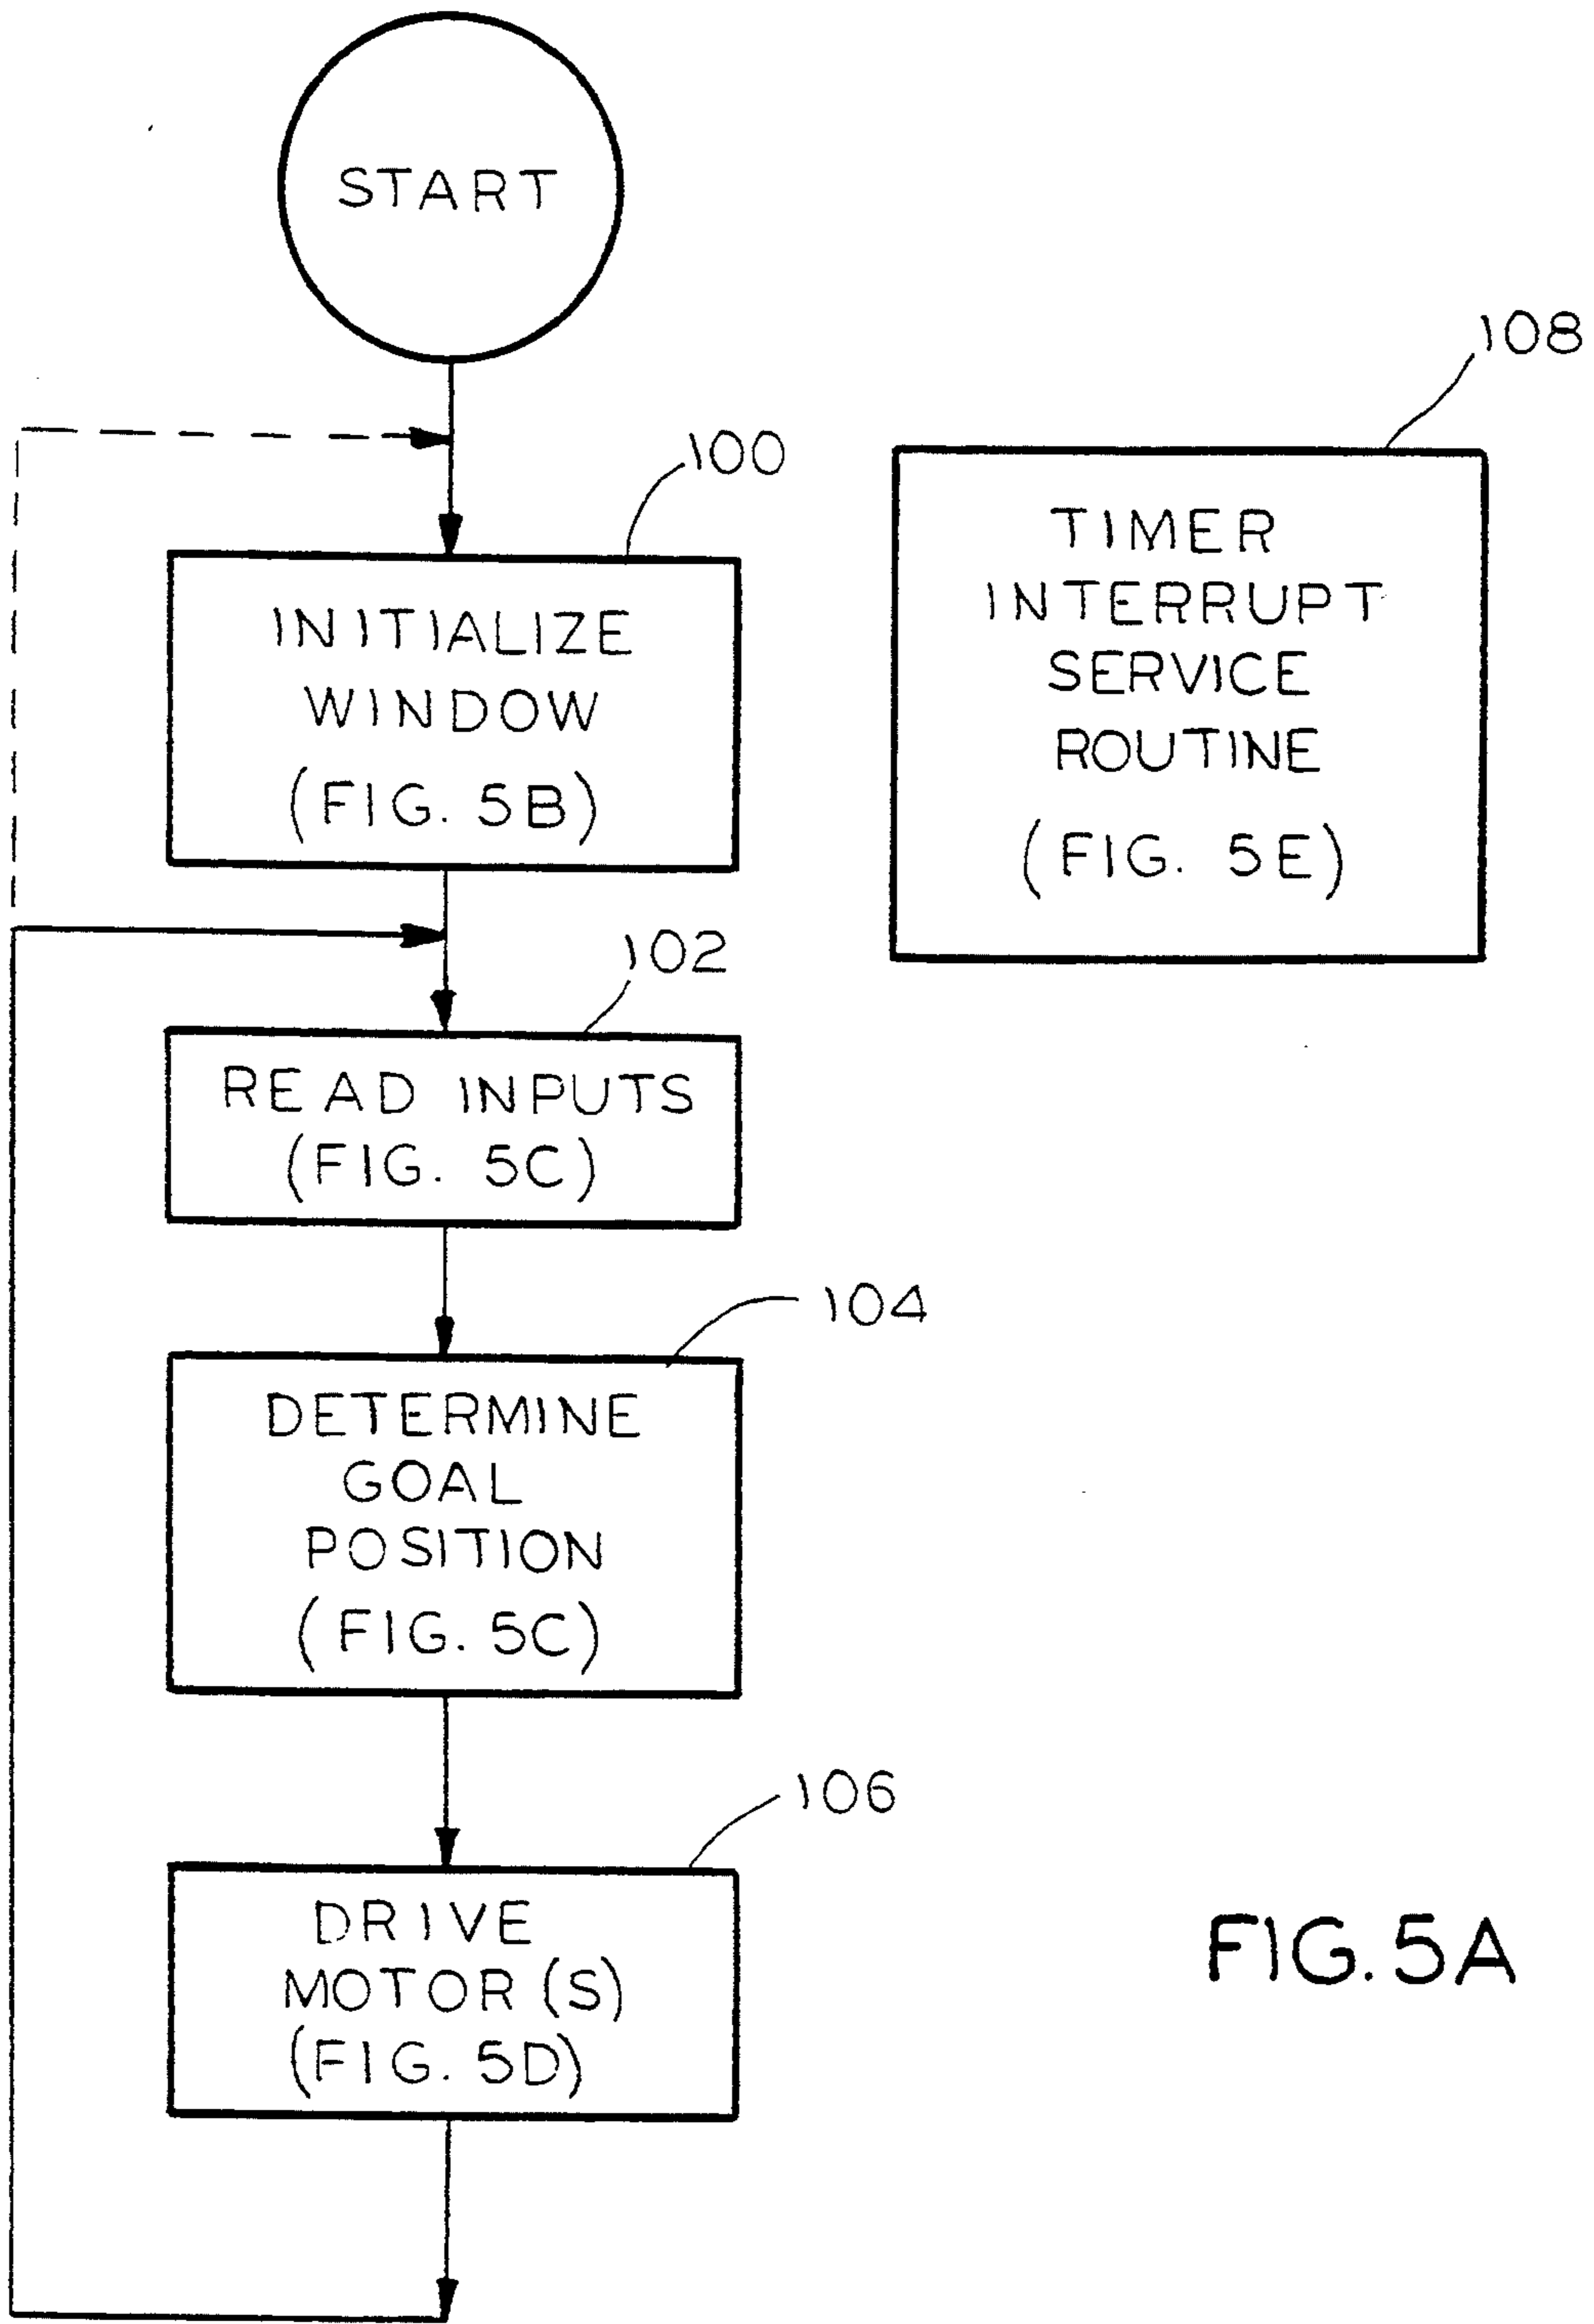 START
100
INITIALIZE
WINDOW
(FIG. 5B)
108
TIMER
INTERRUPT
SERVICE
ROUTINE
(FIG. 5E)
102
READ INPUTS
(FIG. 5C)
104
DETERMINE
GOAL
POSITION
(FIG. 5C)
106
DRIVE
MOTOR(S)
(FIG. 5D)
FIG. 5A